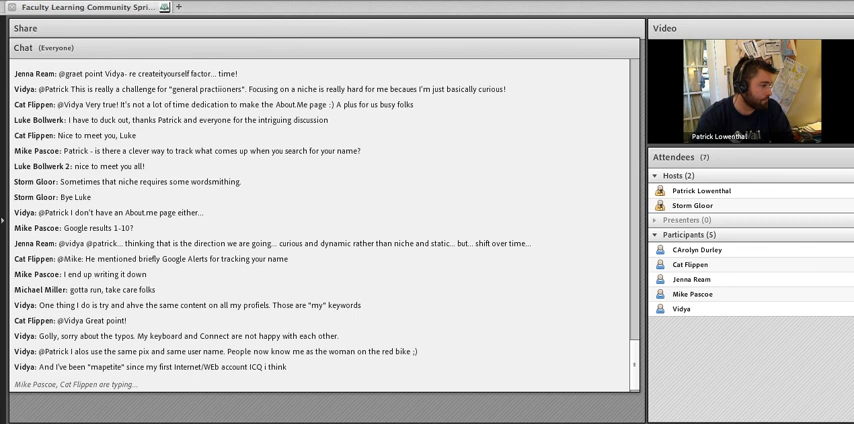 Faculty Learning Community Spri...
Share
Chat (Everyone)
Jenna Ream: @graet point Vidya- re createityourself factor... time!
Vidya: @Patrick This is really a challenge for "general practiioners". Focusing on a niche is really hard for me becaues I'm just basically curious!
Cat Flippen: @Vidya Very true! It's not a lot of time dedication to make the About.Me page :) A plus for us busy folks
Luke Bollwerk: I have to duck out, thanks Patrick and everyone for the intriguing discussion
Cat Flippen: Nice to meet you, Luke
Mike Pascoe: Patrick - is there a clever way to track what comes up when you search for your name?
Luke Bollwerk 2: nice to meet you all!
Storm Gloor: Sometimes that niche requires some wordsmithing.
Storm Gloor: Bye Luke
Vidya: @Patrick I don't have an About.me page either...
Mike Pascoe: Google results 1-10?
Jenna Ream: @vidya @patrick... thinking that is the direction we are going... curious and dynamic rather than niche and static... but... shift over time...
Cat Flippen: @Mike: He mentioned briefly Google Alerts for tracking your name
Mike Pascoe: I end up writing it down
Michael Miller: gotta run, take care folks
Vidya: One thing I do is try and ahve the same content on all my profiels. Those are "my" keywords
Cat Flippen: @Vidya Great point!
Vidya: Golly, sorry about the typos. My keyboard and Connect are not happy with each other.
Vidya: @Patrick I alos use the same pix and same user name. People now know me as the woman on the red bike ;)
Vidya: And I've been "mapetite" since my first Internet/WEb account ICQ i think
Mike Pascoe, Cat Flippen are typing...
Video
Patrick Lowenthal
Attendees (7)
Hosts (2)
Patrick Lowenthal
Storm Gloor
Presenters (0)
Participants (5)
CArolyn Durley
Cat Flippen
Jenna Ream
Mike Pascoe
Vidya